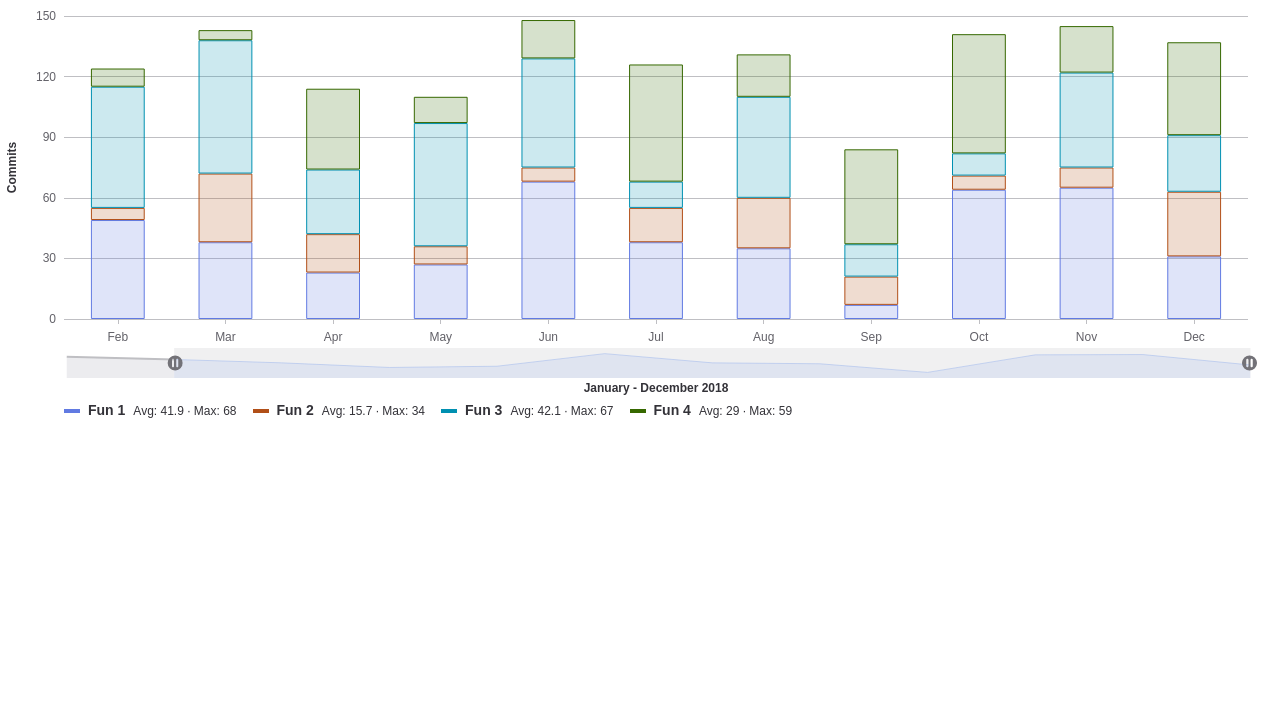 Commits
150
120
90
60
30
0
Feb Mar Apr May Jun Jul Aug Sep Oct Nov Dec
January - December 2018
Fun 1 Avg: 41.9 · Max: 68 Fun 2 Avg: 15.7 · Max: 34 Fun 3 Avg: 42.1 · Max: 67 Fun 4 Avg: 29 · Max: 59